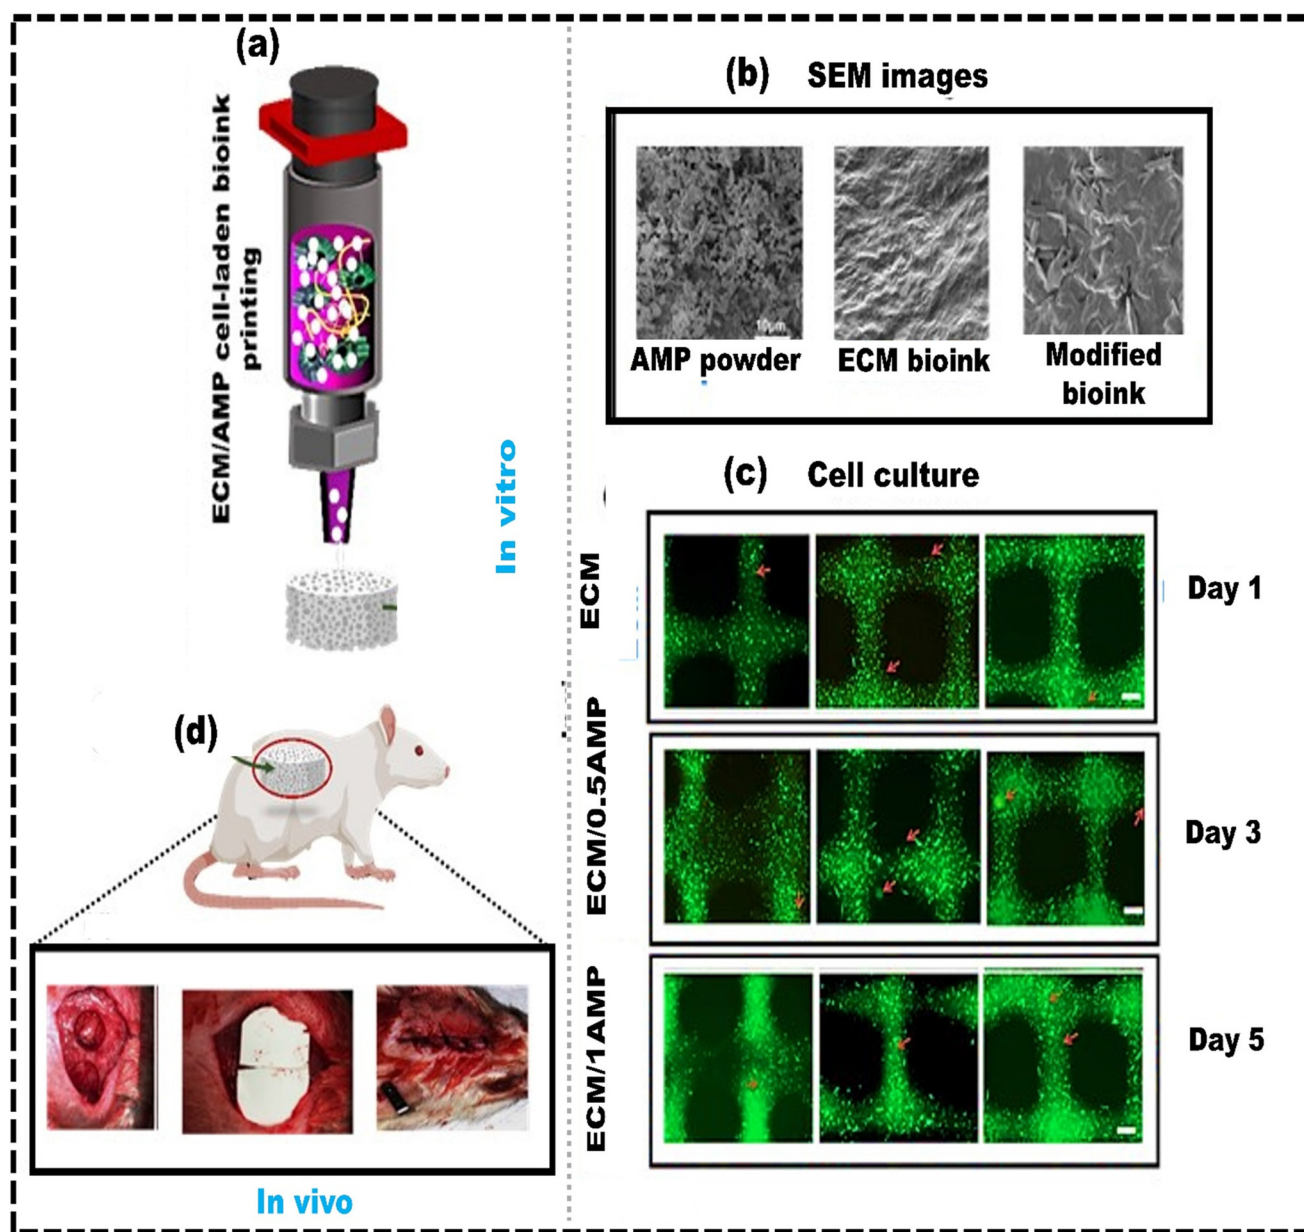 (a)
ECM/AMP cell-laden bioink
printing
In vitro
(b) SEM images
10µm
AMP powder
ECM bioink
Modified
bioink
(c) Cell culture
ECM
Day 1
ECM/0.5AMP
Day 3
ECM/1AMP
Day 5
(d)
In vivo